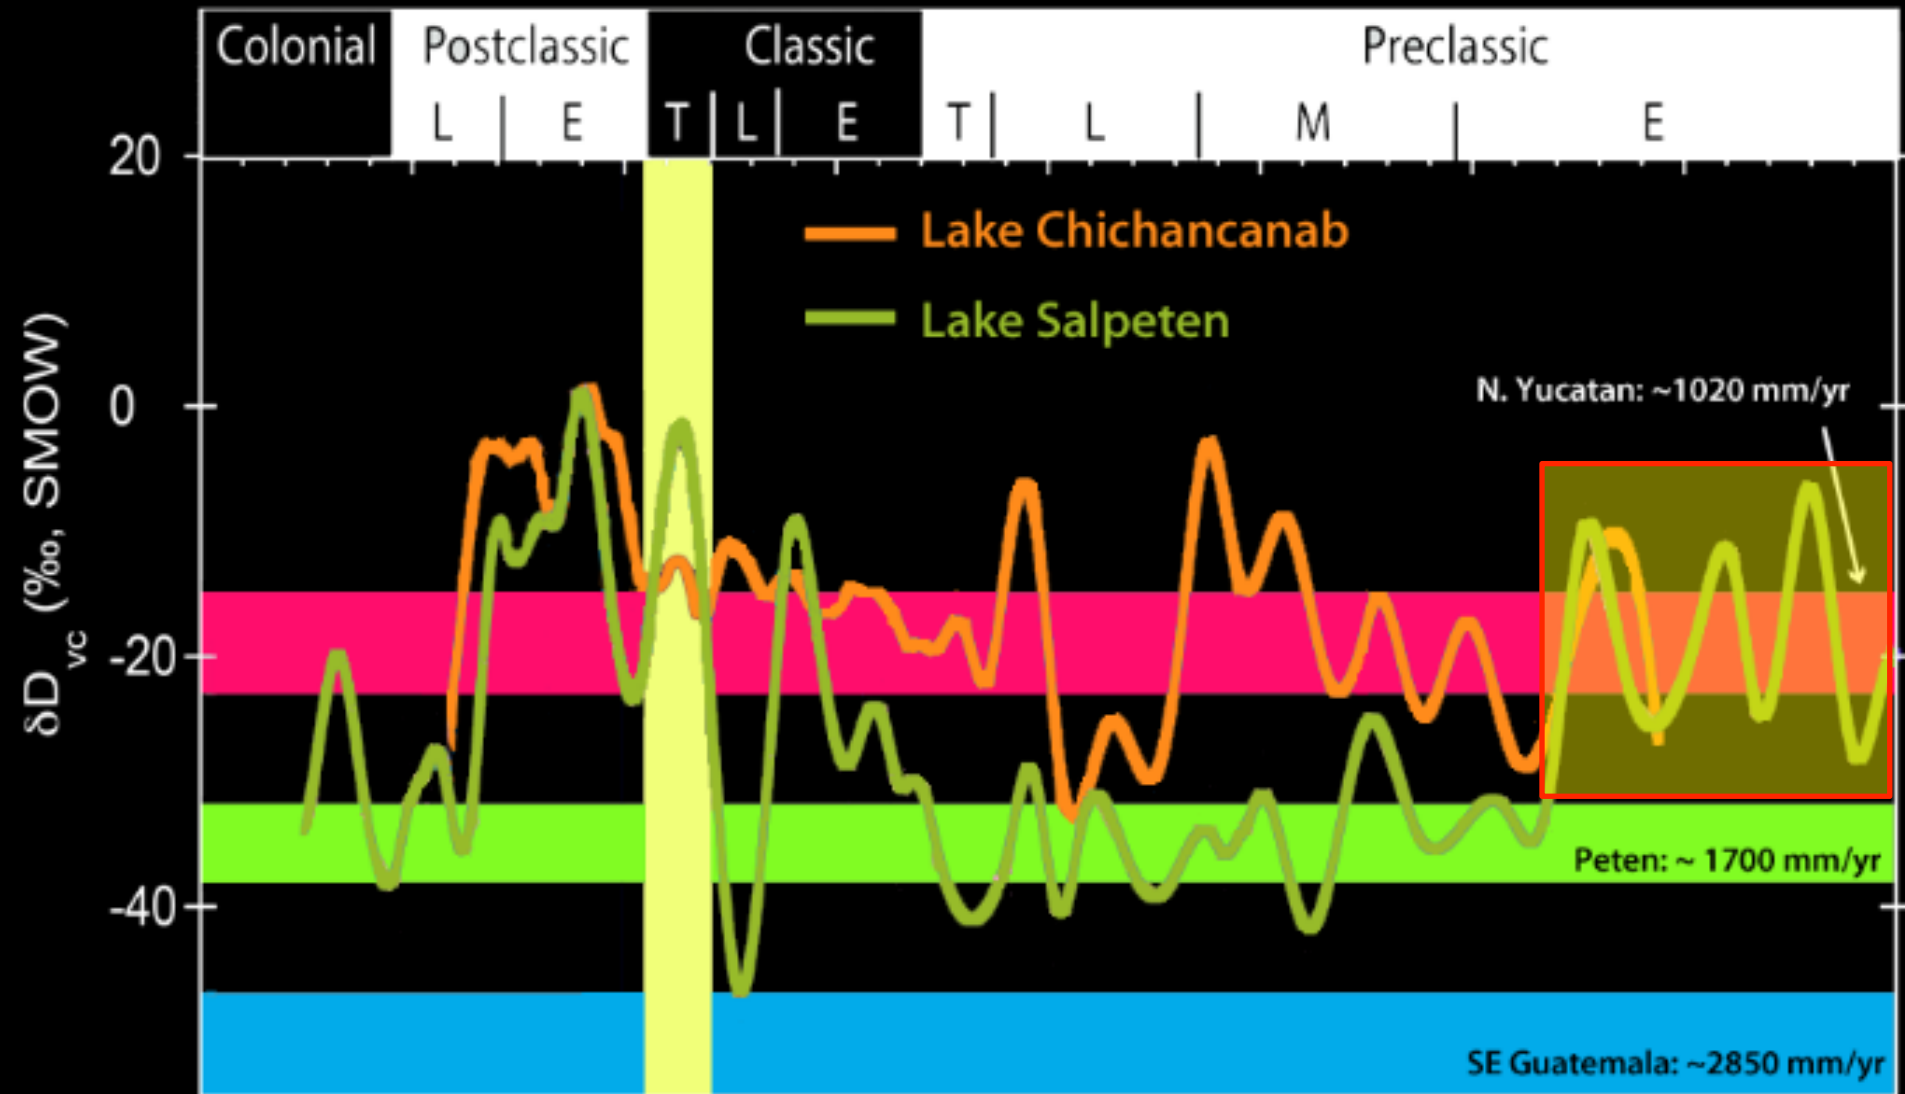 Colonial Postclassic Classic Preclassic
L E T L E T L M E
20
Lake Chichancanab
Lake Salpeten
N. Yucatan: ~1020 mm/yr
0
δD vc (‰, SMOW)
-20
Peten: ~ 1700 mm/yr
-40
SE Guatemala: ~2850 mm/yr